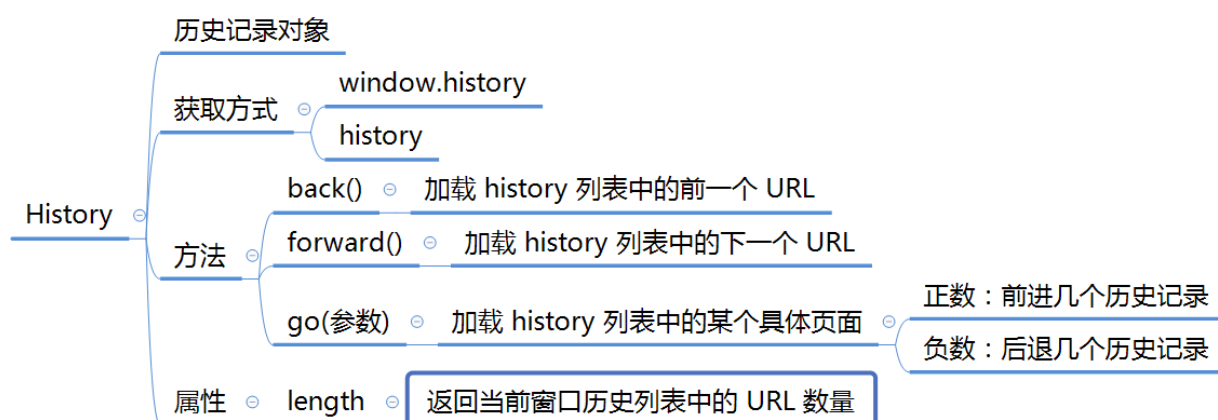 历史记录对象
获取方式
window.history
history
History
方法
back()
加载 history 列表中的前一个 URL
forward()
加载 history 列表中的下一个 URL
go(参数)
加载 history 列表中的某个具体页面
正数：前进几个历史记录
负数：后退几个历史记录
属性
length
返回当前窗口历史列表中的 URL 数量